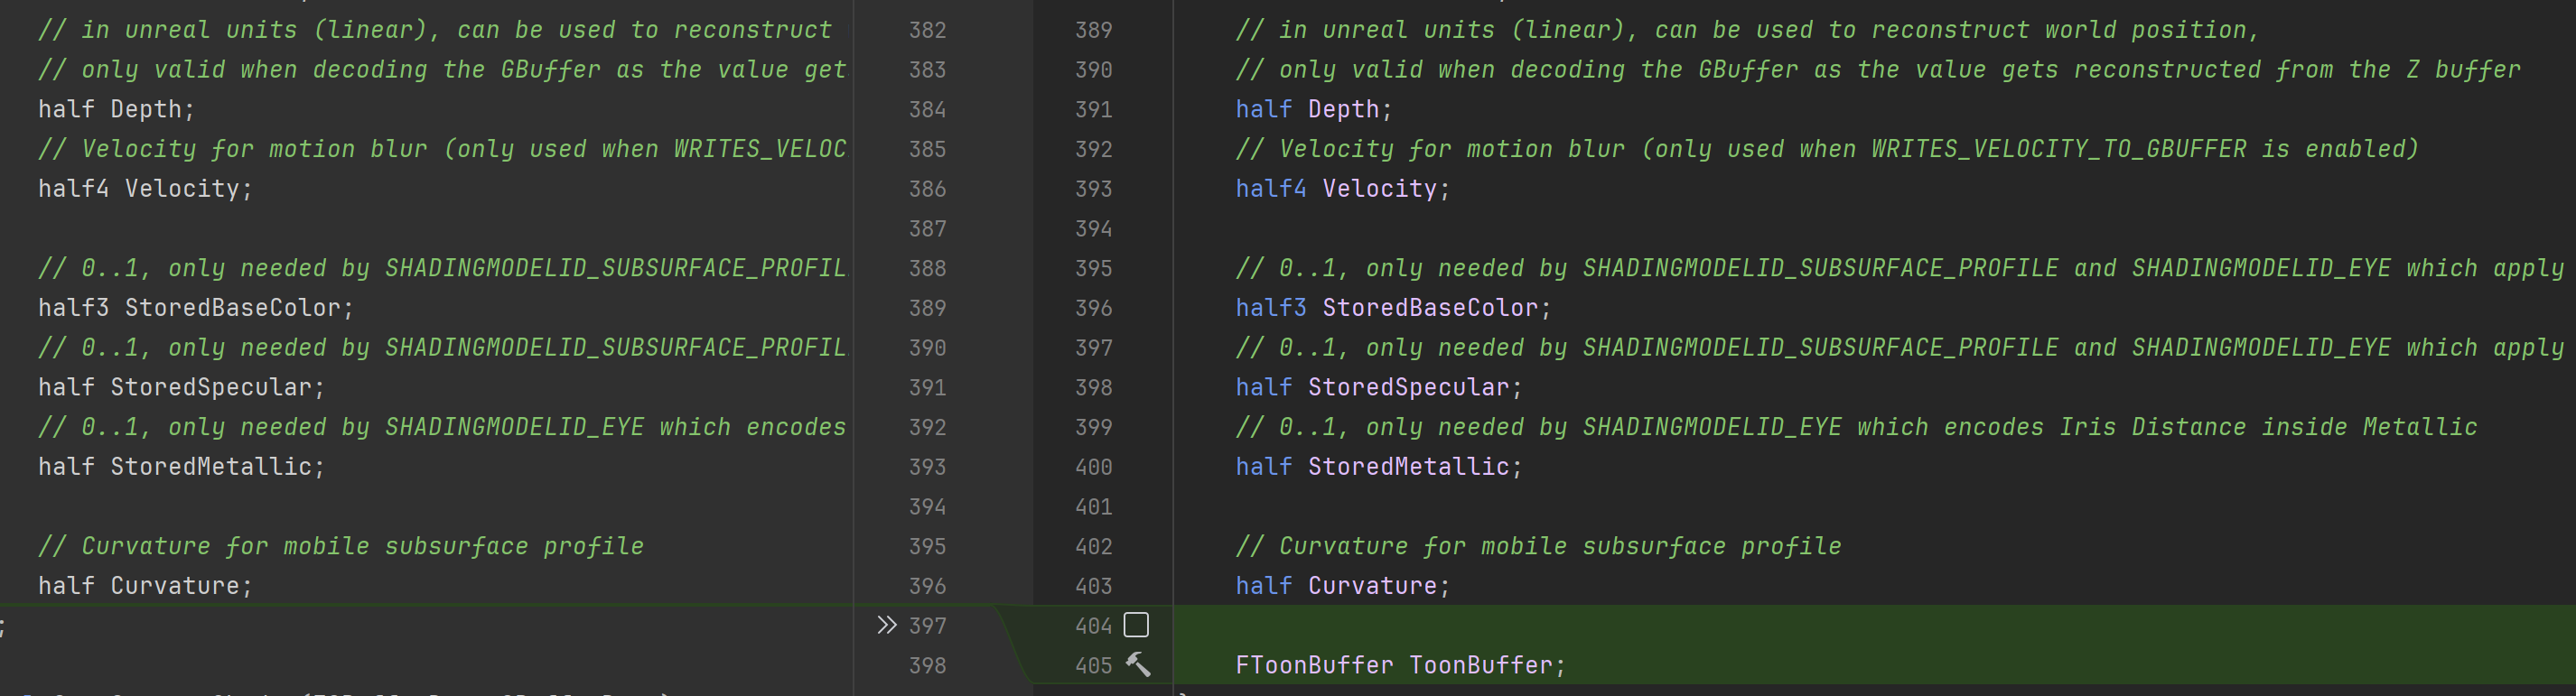 // in unreal units (linear), can be used to reconstruct 382 389 // in unreal units (linear), can be used to reconstruct world position,
// only valid when decoding the GBuffer as the value get 383 390 // only valid when decoding the GBuffer as the value gets reconstructed from the Z buffer
half Depth; 384 391 half Depth;
// Velocity for motion blur (only used when WRITES_VELOC 385 392 // Velocity for motion blur (only used when WRITES_VELOCITY_TO_GBUFFER is enabled)
half4 Velocity; 386 393 half4 Velocity;
387 394
// 0..1, only needed by SHADINGMODELID_SUBSURFACE_PROFIL 388 395 // 0..1, only needed by SHADINGMODELID_SUBSURFACE_PROFILE and SHADINGMODELID_EYE which apply
half3 StoredBaseColor; 389 396 half3 StoredBaseColor;
// 0..1, only needed by SHADINGMODELID_SUBSURFACE_PROFIL 390 397 // 0..1, only needed by SHADINGMODELID_SUBSURFACE_PROFILE and SHADINGMODELID_EYE which apply
half StoredSpecular; 391 398 half StoredSpecular;
// 0..1, only needed by SHADINGMODELID_EYE which encodes 392 399 // 0..1, only needed by SHADINGMODELID_EYE which encodes Iris Distance inside Metallic
half StoredMetallic; 393 400 half StoredMetallic;
394 401
// Curvature for mobile subsurface profile 395 402 // Curvature for mobile subsurface profile
half Curvature; 396 403 half Curvature;
; 397 404
398 405 FToonBuffer ToonBuffer;